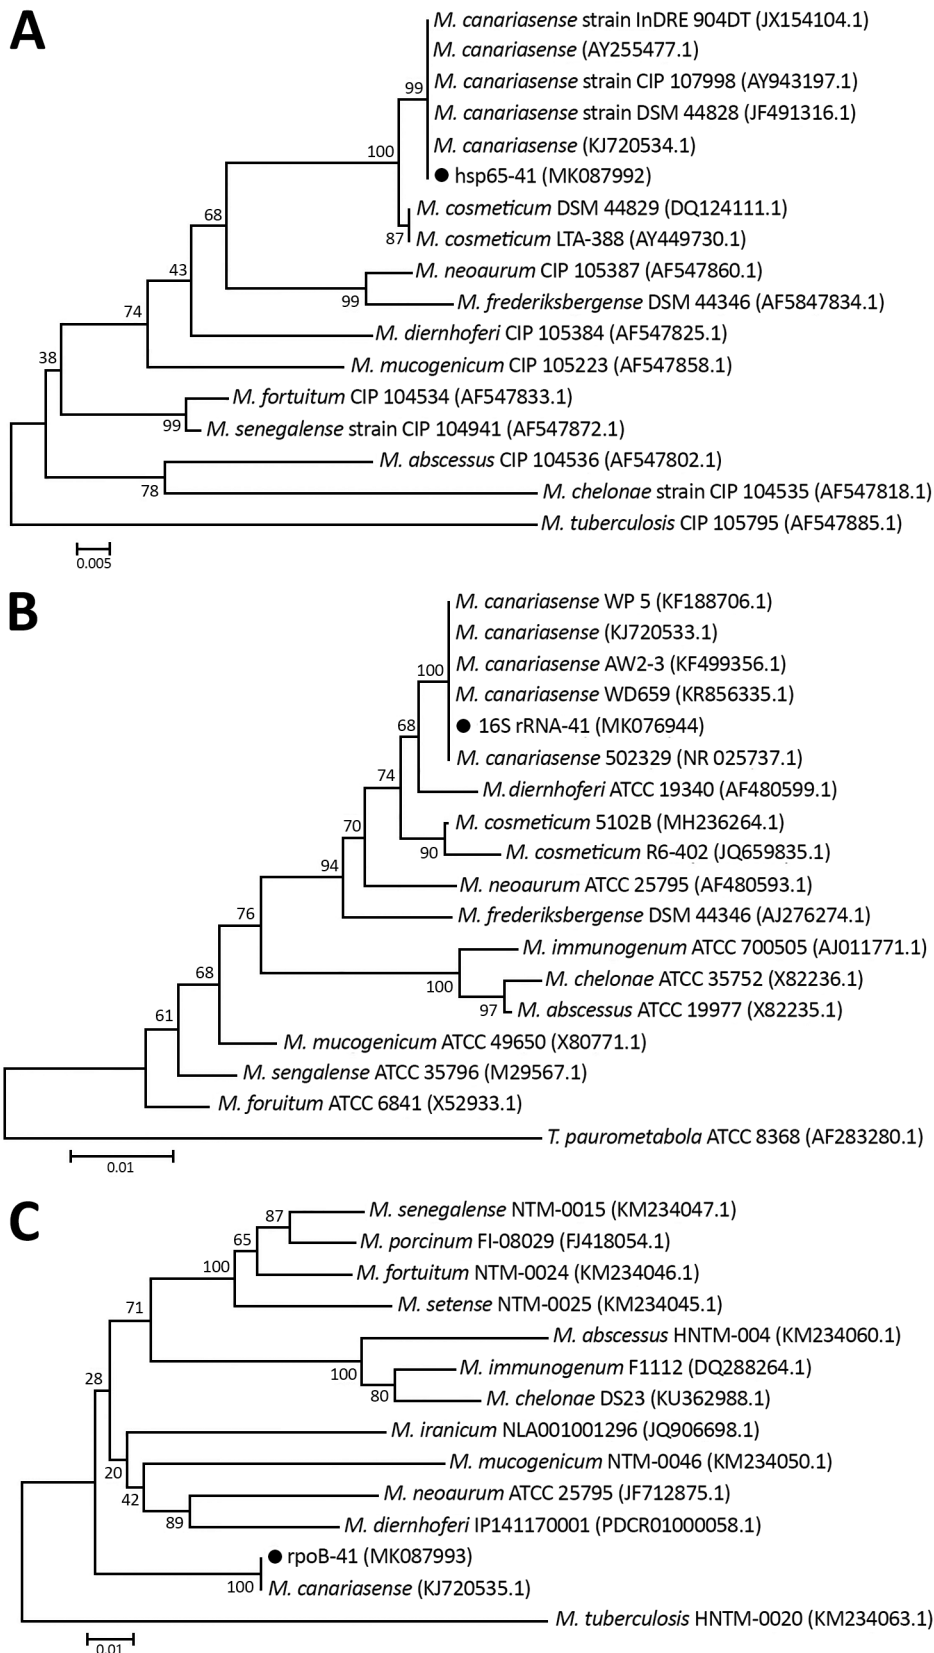 A
M. canariasense strain InDRE 904DT (JX154104.1)
M. canariasense (AY255477.1)
M. canariasense strain CIP 107998 (AY943197.1)
99
M. canariasense strain DSM 44828 (JF491316.1)
100
M. canariasense (KJ720534.1)
hsp65-41 (MK087992)
M. cosmeticum DSM 44829 (DQ124111.1)
68
87
M. cosmeticum LTA-388 (AY449730.1)
43
M. neoaurum CIP 105387 (AF547860.1)
99
M. frederiksbergense DSM 44346 (AF5847834.1)
74
M. diernhoferi CIP 105384 (AF547825.1)
38
M. mucogenicum CIP 105223 (AF547858.1)
M. fortuitum CIP 104534 (AF547833.1)
99
M. senegalense strain CIP 104941 (AF547872.1)
M. abscessus CIP 104536 (AF547802.1)
78
M. chelonae strain CIP 104535 (AF547818.1)
M. tuberculosis CIP 105795 (AF547885.1)
0.005
B
M. canariasense WP 5 (KF188706.1)
M. canariasense (KJ720533.1)
M. canariasense AW2-3 (KF499356.1)
100
M. canariasense WD659 (KR856335.1)
68
16S rRNA-41 (MK076944)
M. canariasense 502329 (NR 025737.1)
74
M.diernhoferi ATCC 19340 (AF480599.1)
70
M. cosmeticum 5102B (MH236264.1)
90
M. cosmeticum R6-402 (JQ659835.1)
94
M. neoaurum ATCC 25795 (AF480593.1)
76
M. frederiksbergense DSM 44346 (AJ276274.1)
M. immunogenum ATCC 700505 (AJ011771.1)
68
100
M. chelonae ATCC 35752 (X82236.1)
97
M. abscessus ATCC 19977 (X82235.1)
61
M. mucogenicum ATCC 49650 (X80771.1)
M. sengalense ATCC 35796 (M29567.1)
M. foruitum ATCC 6841 (X52933.1)
T. paurometabola ATCC 8368 (AF283280.1)
0.01
C
M. senegalense NTM-0015 (KM234047.1)
87
65
M. porcinum FI-08029 (FJ418054.1)
100
M. fortuitum NTM-0024 (KM234046.1)
71
M. setense NTM-0025 (KM234045.1)
M. abscessus HNTM-004 (KM234060.1)
100
M. immunogenum F1112 (DQ288264.1)
28
80
M. chelonae DS23 (KU362988.1)
M. iranicum NLA001001296 (JQ906698.1)
20
M. mucogenicum NTM-0046 (KM234050.1)
42
M. neoaurum ATCC 25795 (JF712875.1)
89
M. diernhoferi IP141170001 (PDCR01000058.1)
rpoB-41 (MK087993)
100
M. canariasense (KJ720535.1)
M. tuberculosis HNTM-0020 (KM234063.1)
0.01